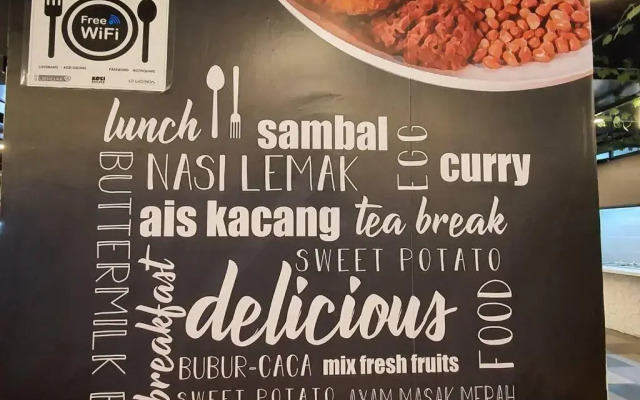 Free
WiFi
lunch
sambal
EGG
BUTTERMILK
NASI LEMAK
curry
ais kacang
tea break
SWEET POTATO
breakfast
delicious
FOOD
BUBUR-CACA
mix fresh fruits
SWEET POTATO
AYAM MASAK MERAH